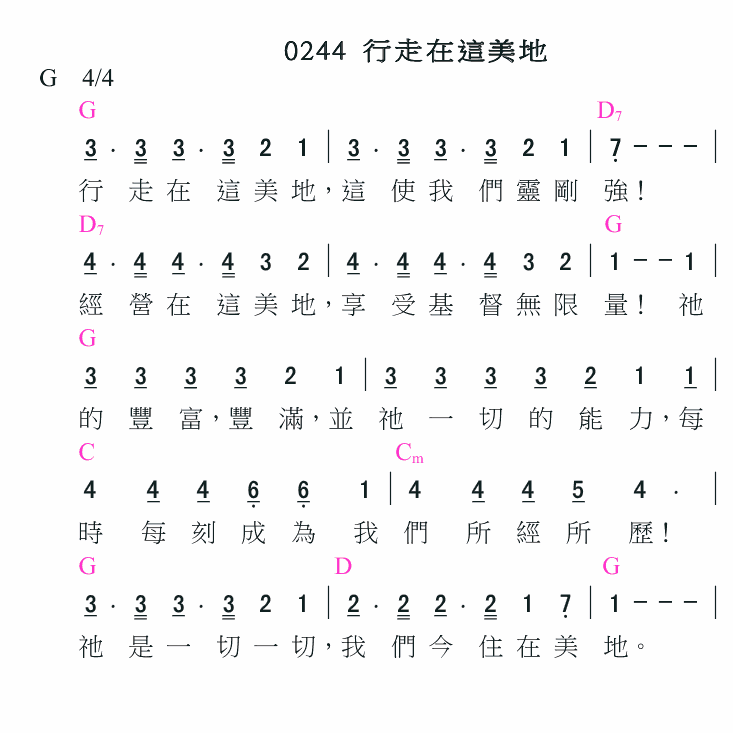 0244 行走在這美地
G 4/4
G D7
3 · 3 3 · 3 2 1 | 3 · 3 3 · 3 2 1 | 7 – – – |
行 走 在 這 美 地，這 使 我 們 靈 剛 強！
D7 G
4 · 4 4 · 4 3 2 | 4 · 4 4 · 4 3 2 | 1 – – 1 |
經 營 在 這 美 地，享 受 基 督 無 限 量！ 祂
G
3 3 3 3 2 1 | 3 3 3 3 2 1 1 |
的 豐 富，豐 滿，並 祂 一 切 的 能 力，每
C Cm
4 4 4 6 6 1 | 4 4 4 5 4 · |
時 每 刻 成 為 我 們 所 經 所 歷！
G D G
3 · 3 3 · 3 2 1 | 2 · 2 2 · 2 1 7 | 1 – – – |
祂 是 一 切 一 切，我 們 今 住 在 美 地。